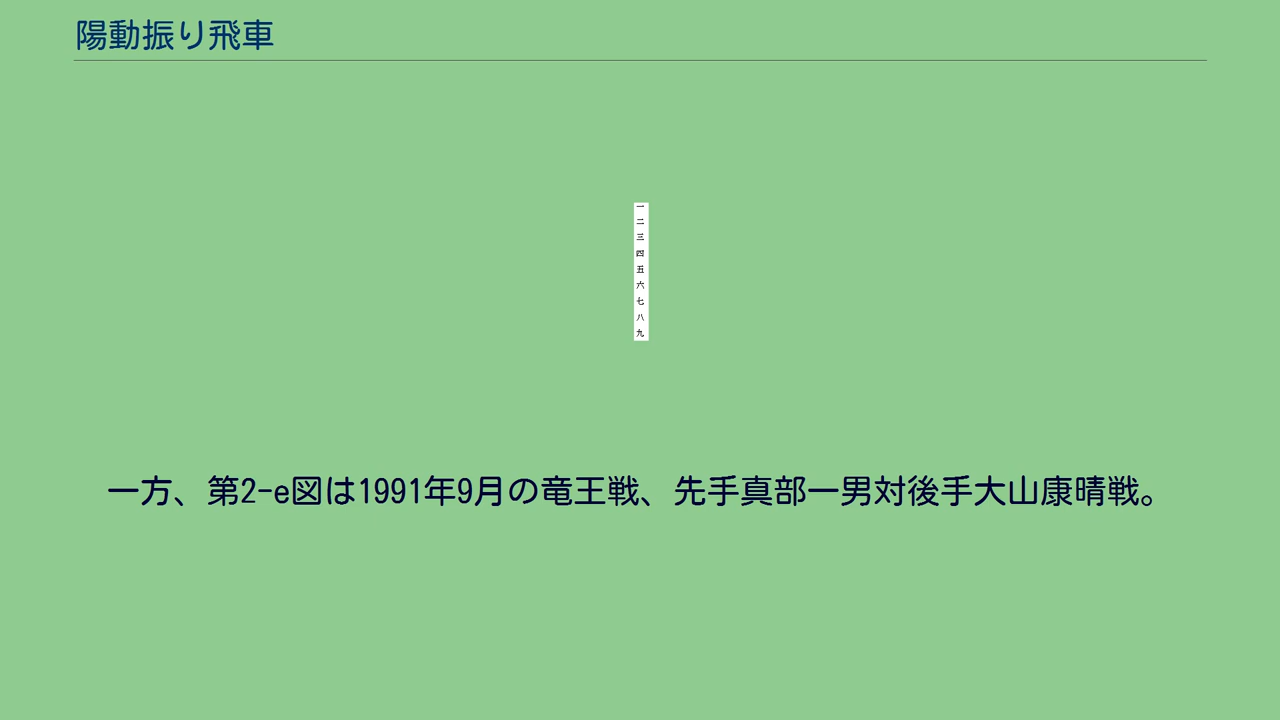 陽動振り飛車
一
二
三
四
五
六
七
八
九
一方、第2-e図は1991年9月の竜王戦、先手真部一男対後手大山康晴戦。